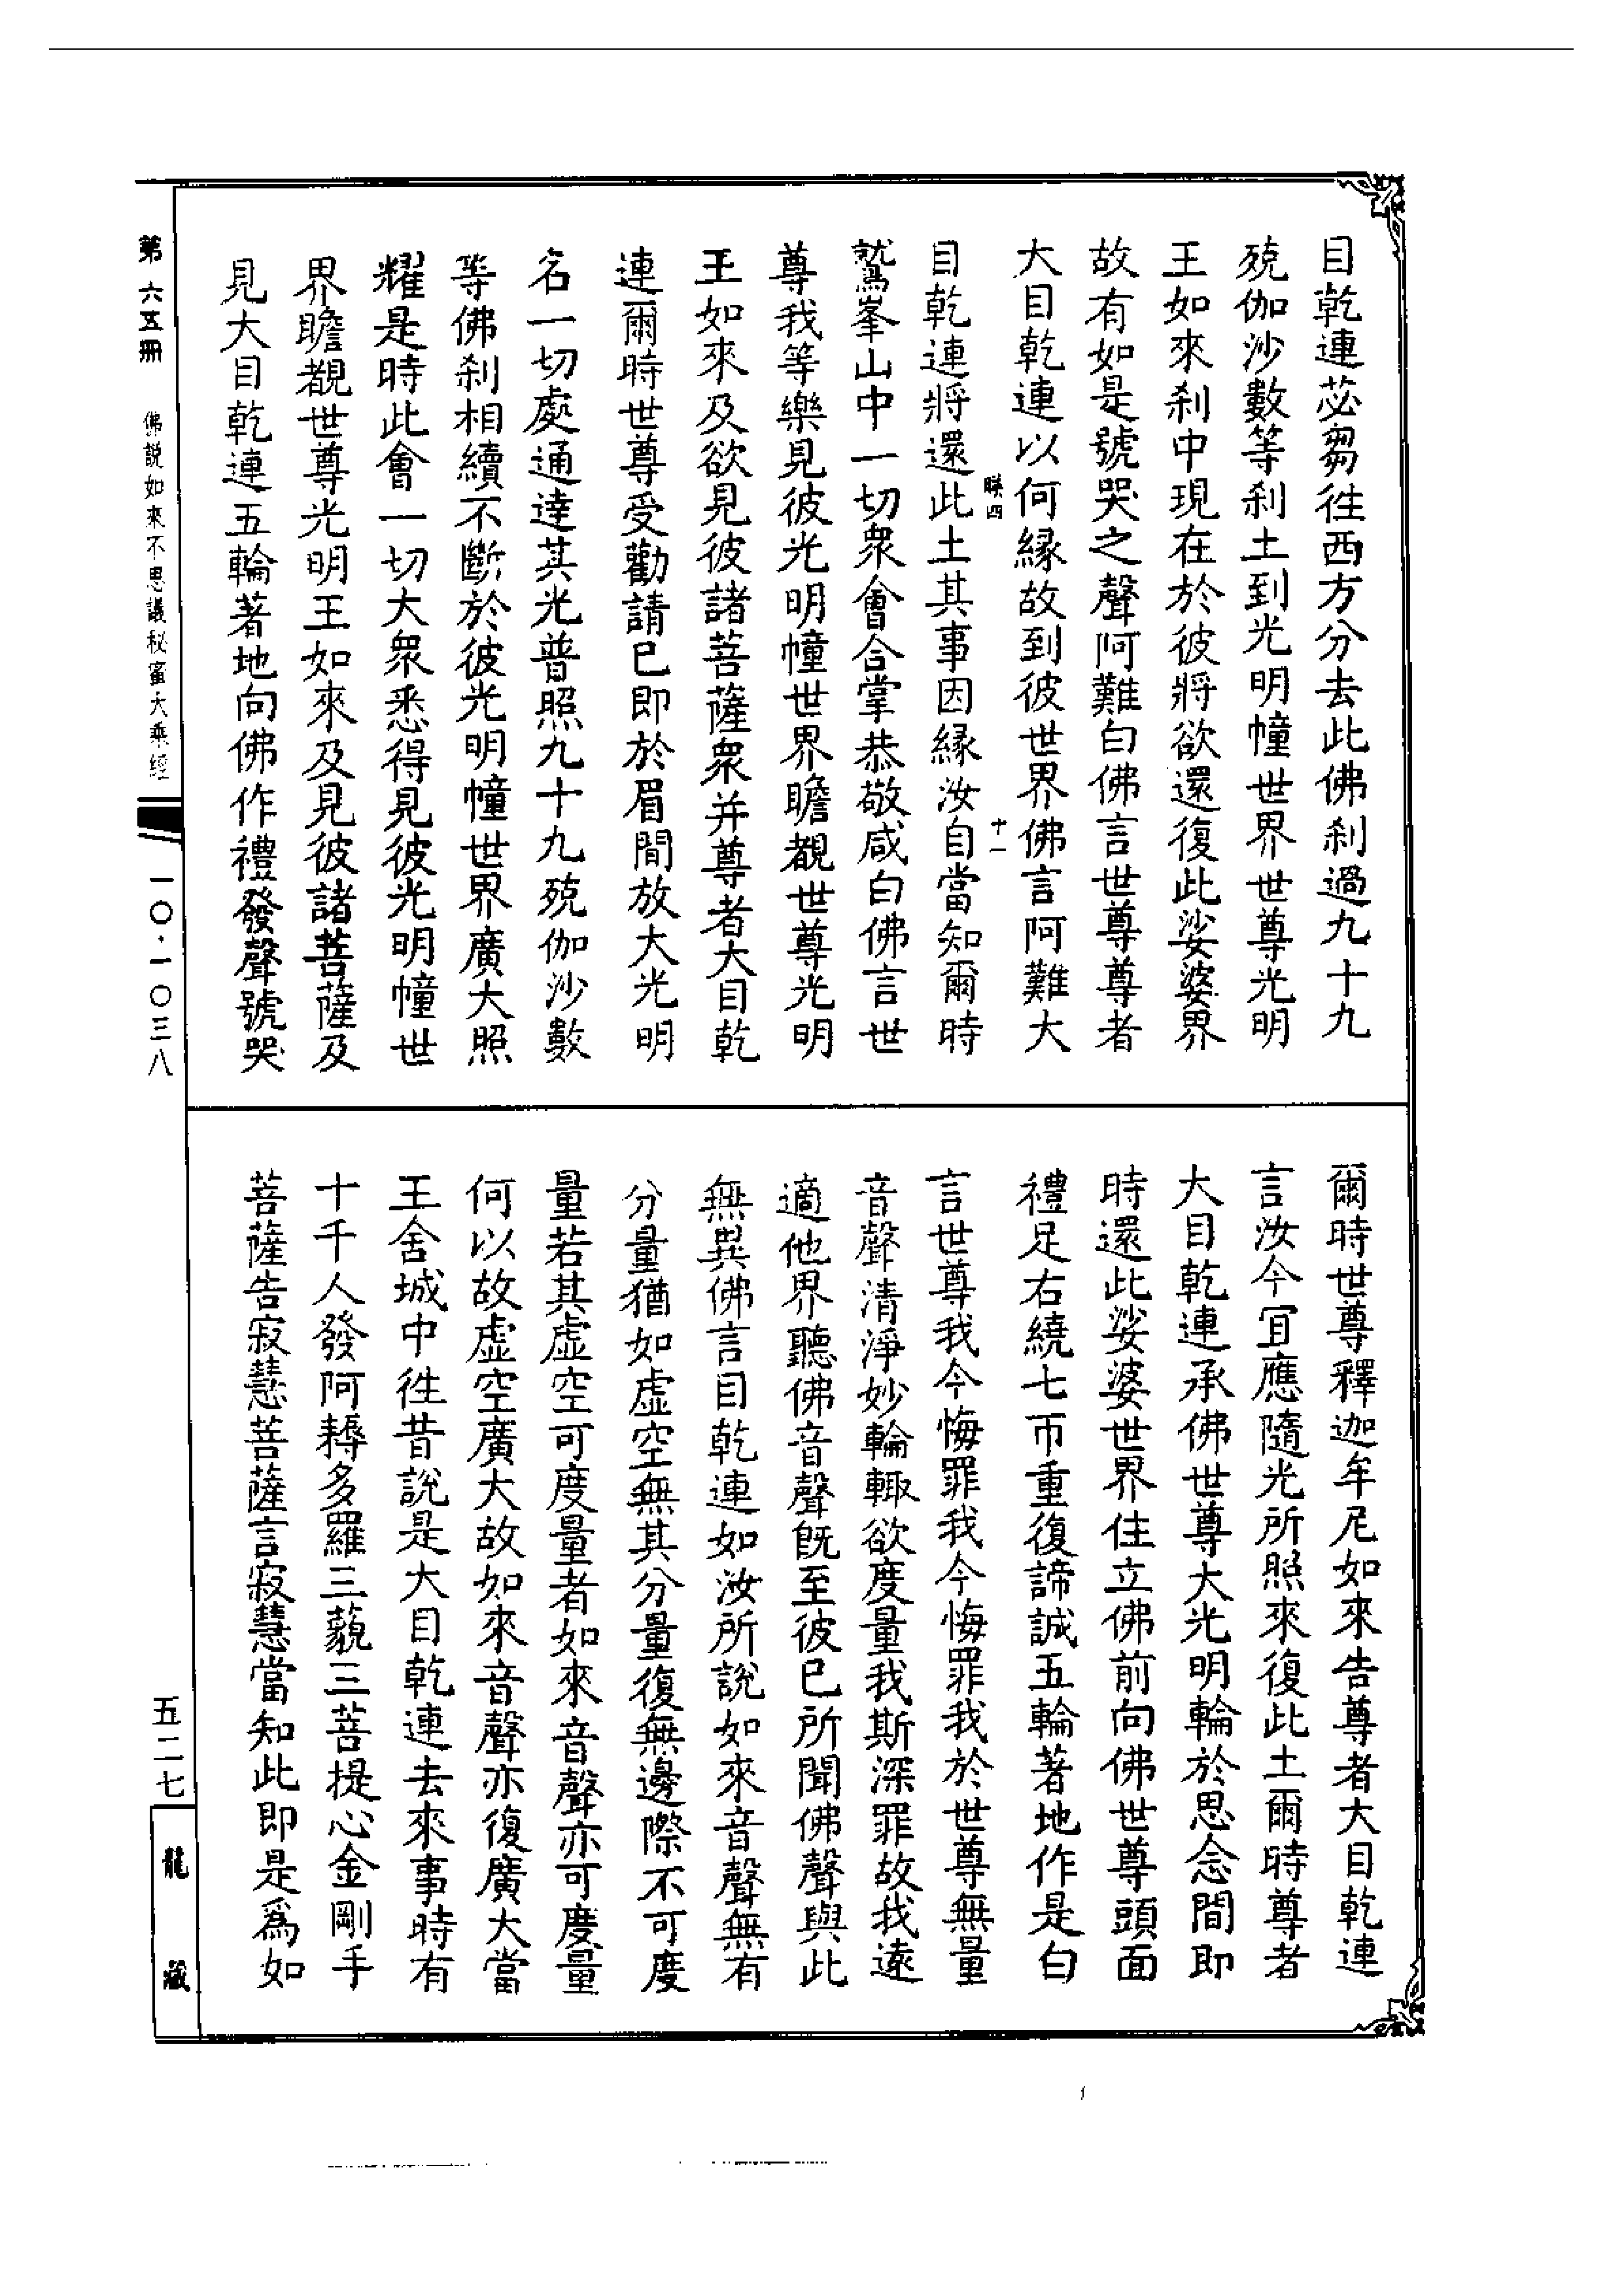 目乾連苾芻徃西方分去此佛刹過九十九
殑伽沙數等刹土到光明幢世界世尊光明
王如來刹中現在於彼將欲還復此娑婆界
故有如是號哭之聲阿難白佛言世尊尊者
大目乾連以何縁故到彼世界佛言阿難大
目乾連將還此土其事因縁汝自當知爾時
鷲峯山中一切衆會合掌恭敬咸白佛言世
尊我等樂見彼光明幢世界瞻覩世尊光明
王如來及欲見彼諸菩薩衆并尊者大目乾
連爾時世尊受勸請已即於眉間放大光明
名一切處通達其光普照九十九殑伽沙數
等佛刹相續不斷於彼光明幢世界廣大照
耀是時此會一切大衆悉得見彼光明幢世
界瞻覩世尊光明王如來及見彼諸菩薩及
見大目乾連五輪著地向佛作禮發聲號哭
爾時世尊釋迦牟尼如來告尊者大目乾連
言汝今宜應隨光所照來復此土爾時尊者
大目乾連承佛世尊大光明輪於思念間即
時還此娑婆世界住立佛前向佛世尊頭面
禮足右繞七帀重復諦誠五輪著地作是白
言世尊我今悔罪我今悔罪我於世尊無量
音聲清淨妙輪輙欲度量我斯深罪故我遠
適他界聽佛音聲旣至彼已所聞佛聲與此
無異佛言目乾連如汝所說如來音聲無有
分量猶如虛空無其分量復無邊際不可度
量若其虛空可度量者如來音聲亦可度量
何以故虛空廣大故如來音聲亦復廣大當
王舍城中徃昔說是大目乾連去來事時有
十千人發阿耨多羅三藐三菩提心金剛手
菩薩告寂慧菩薩言寂慧當知此即是爲如
第六五册
佛説如來不思議秘蜜大乘經
一〇·一〇三八
五二七
龍藏
十一